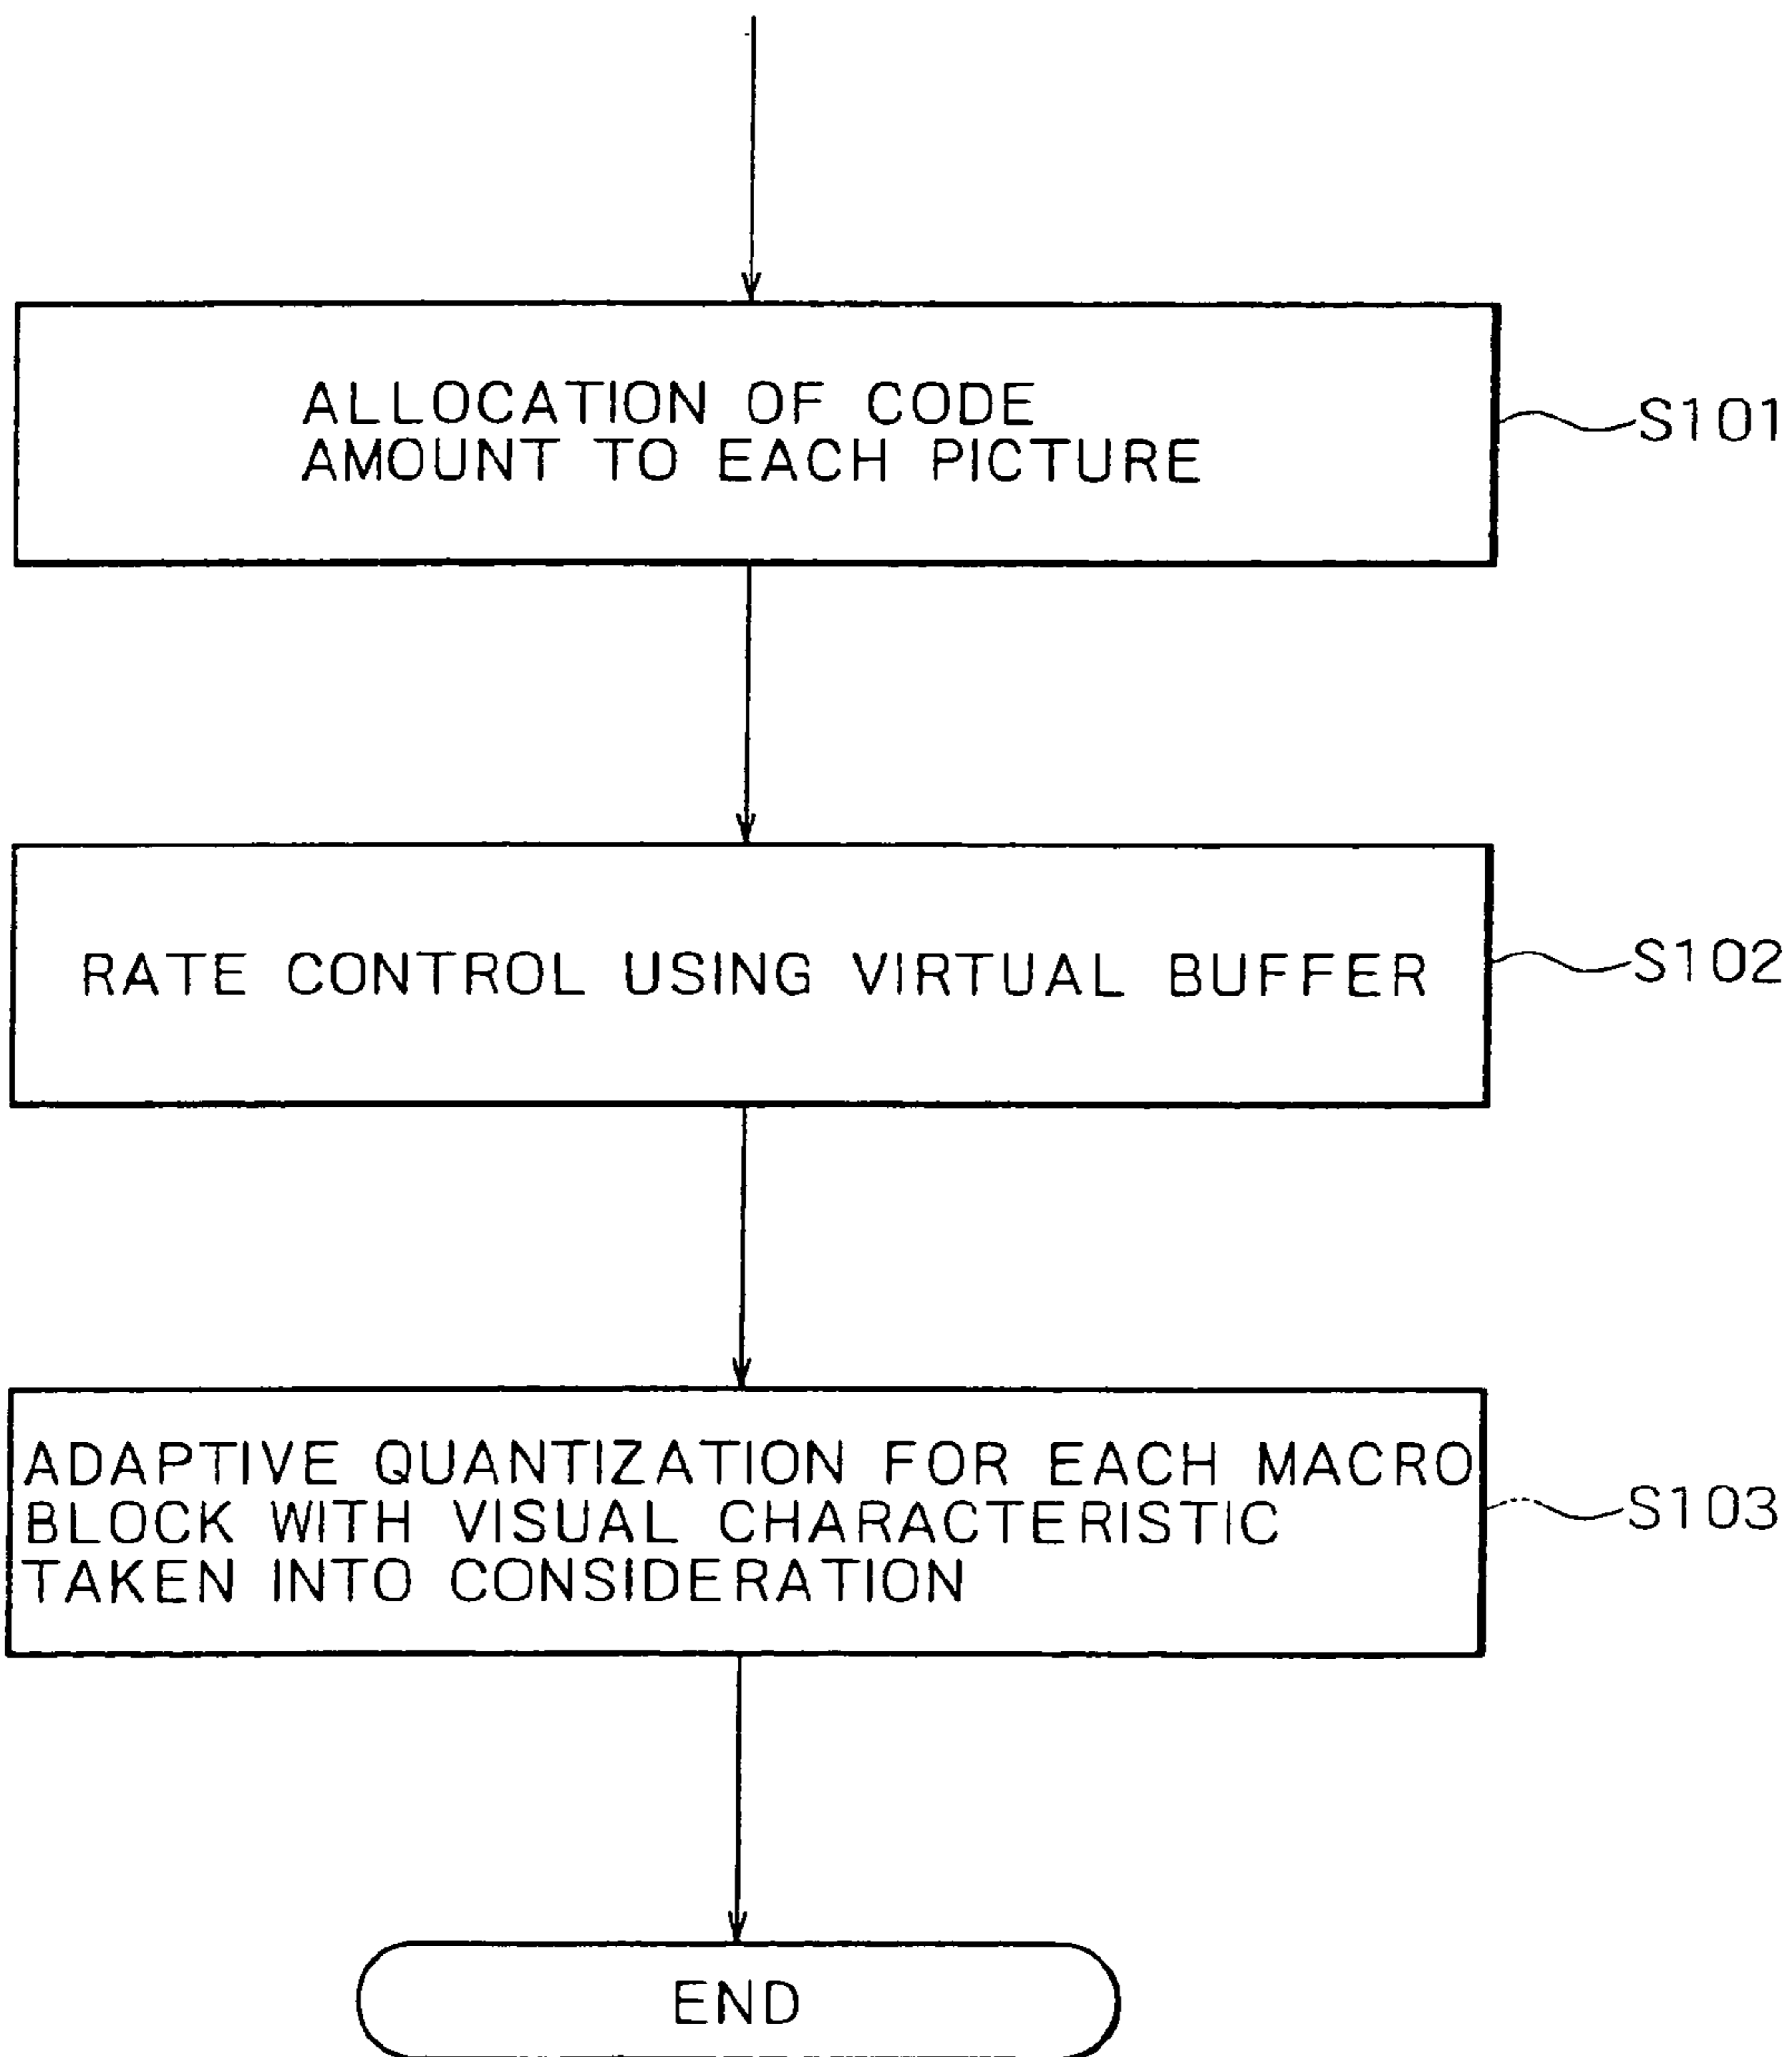 ALLOCATION OF CODE
AMOUNT TO EACH PICTURE
S101
RATE CONTROL USING VIRTUAL BUFFER
S102
ADAPTIVE QUANTIZATION FOR EACH MACRO
BLOCK WITH VISUAL CHARACTERISTIC
TAKEN INTO CONSIDERATION
S103
END